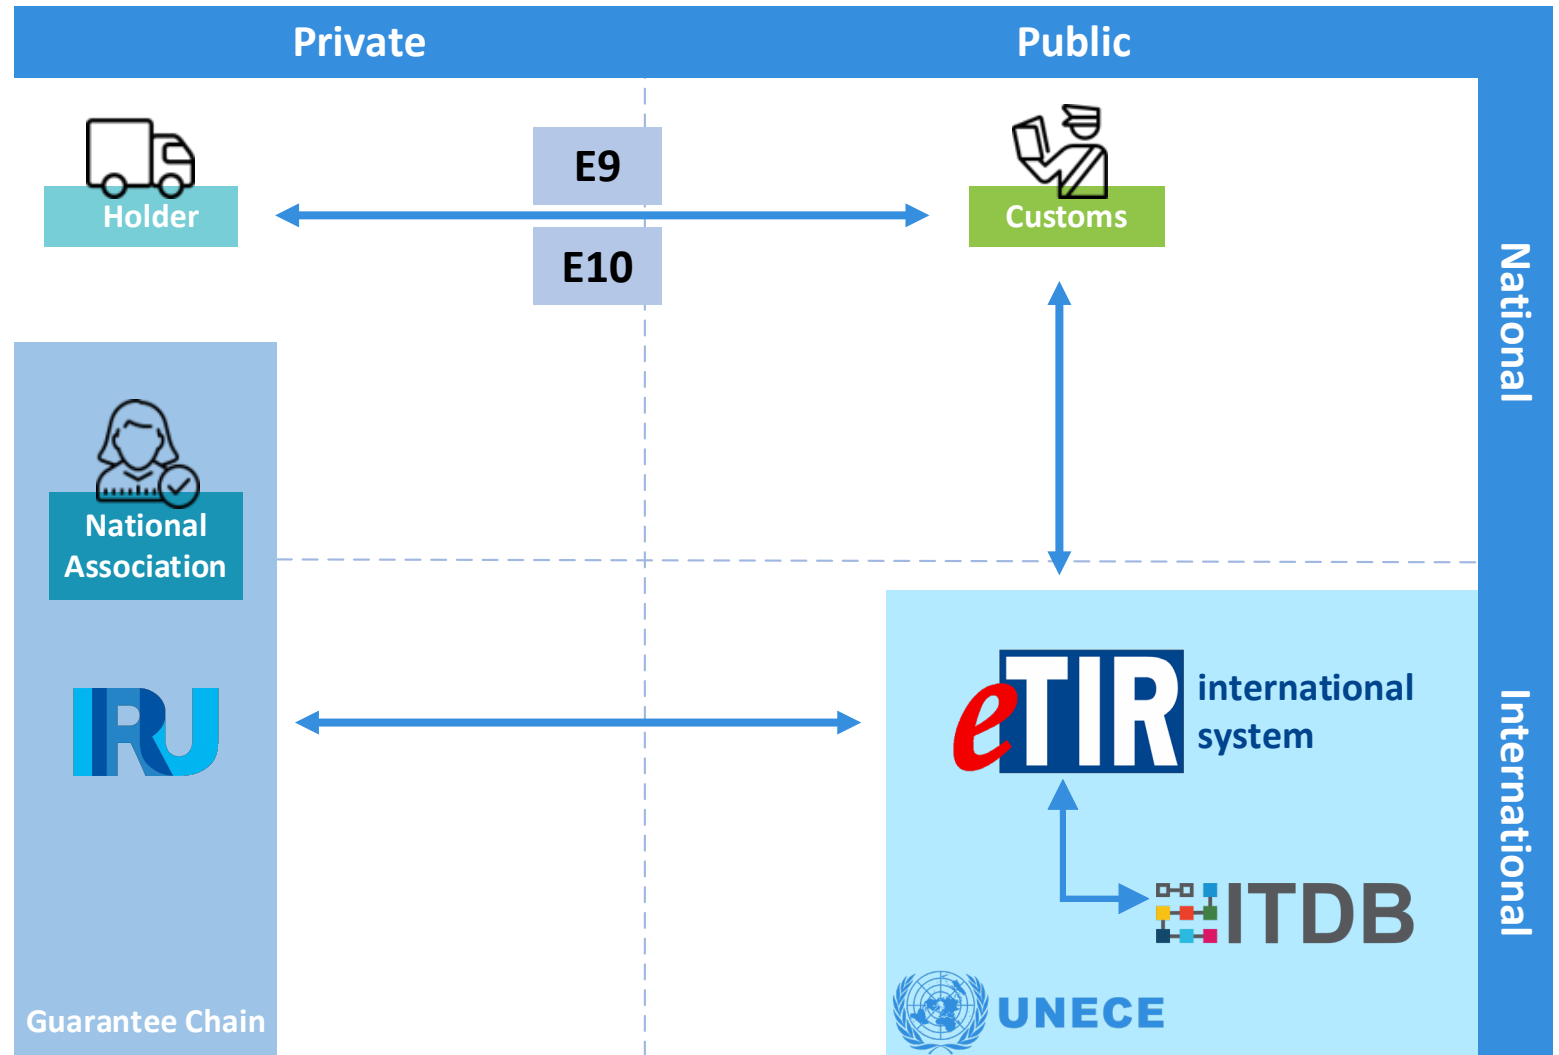 Private
Public
E9
Holder
Customs
E10
National
National
Association
eTIR
international
system
IRU
International
ITDB
Guarantee Chain
UNECE